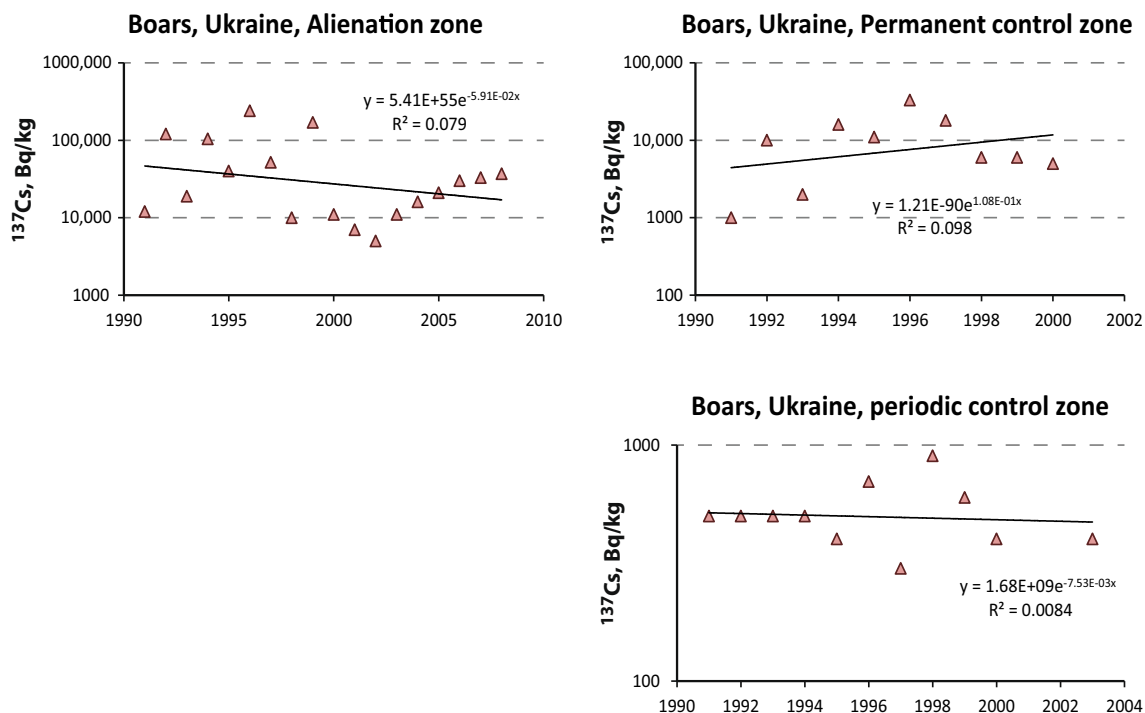 Boars, Ukraine, Alienation zone
1000,000
100,000
10,000
1000
¹³⁷Cs, Bq/kg
y = 5.41E+55e^-5.91E-02x
R² = 0.079
1990 1995 2000 2005 2010
Boars, Ukraine, Permanent control zone
100,000
10,000
1000
100
¹³⁷Cs, Bq/kg
y = 1.21E-90e^1.08E-01x
R² = 0.098
1990 1992 1994 1996 1998 2000 2002
Boars, Ukraine, periodic control zone
1000
100
¹³⁷Cs, Bq/kg
y = 1.68E+09e^-7.53E-03x
R² = 0.0084
1990 1992 1994 1996 1998 2000 2002 2004